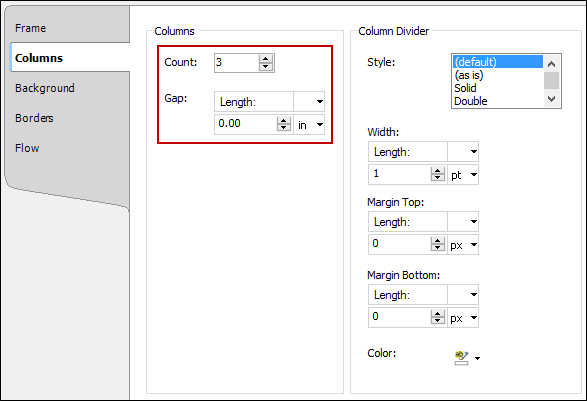 Frame
Columns
Background
Borders
Flow
Columns
Count: 3
Gap: Length:
0.00 in
Column Divider
Style: (default)
(as is)
Solid
Double
Width:
Length:
1 pt
Margin Top:
Length:
0 px
Margin Bottom:
Length:
0 px
Color: